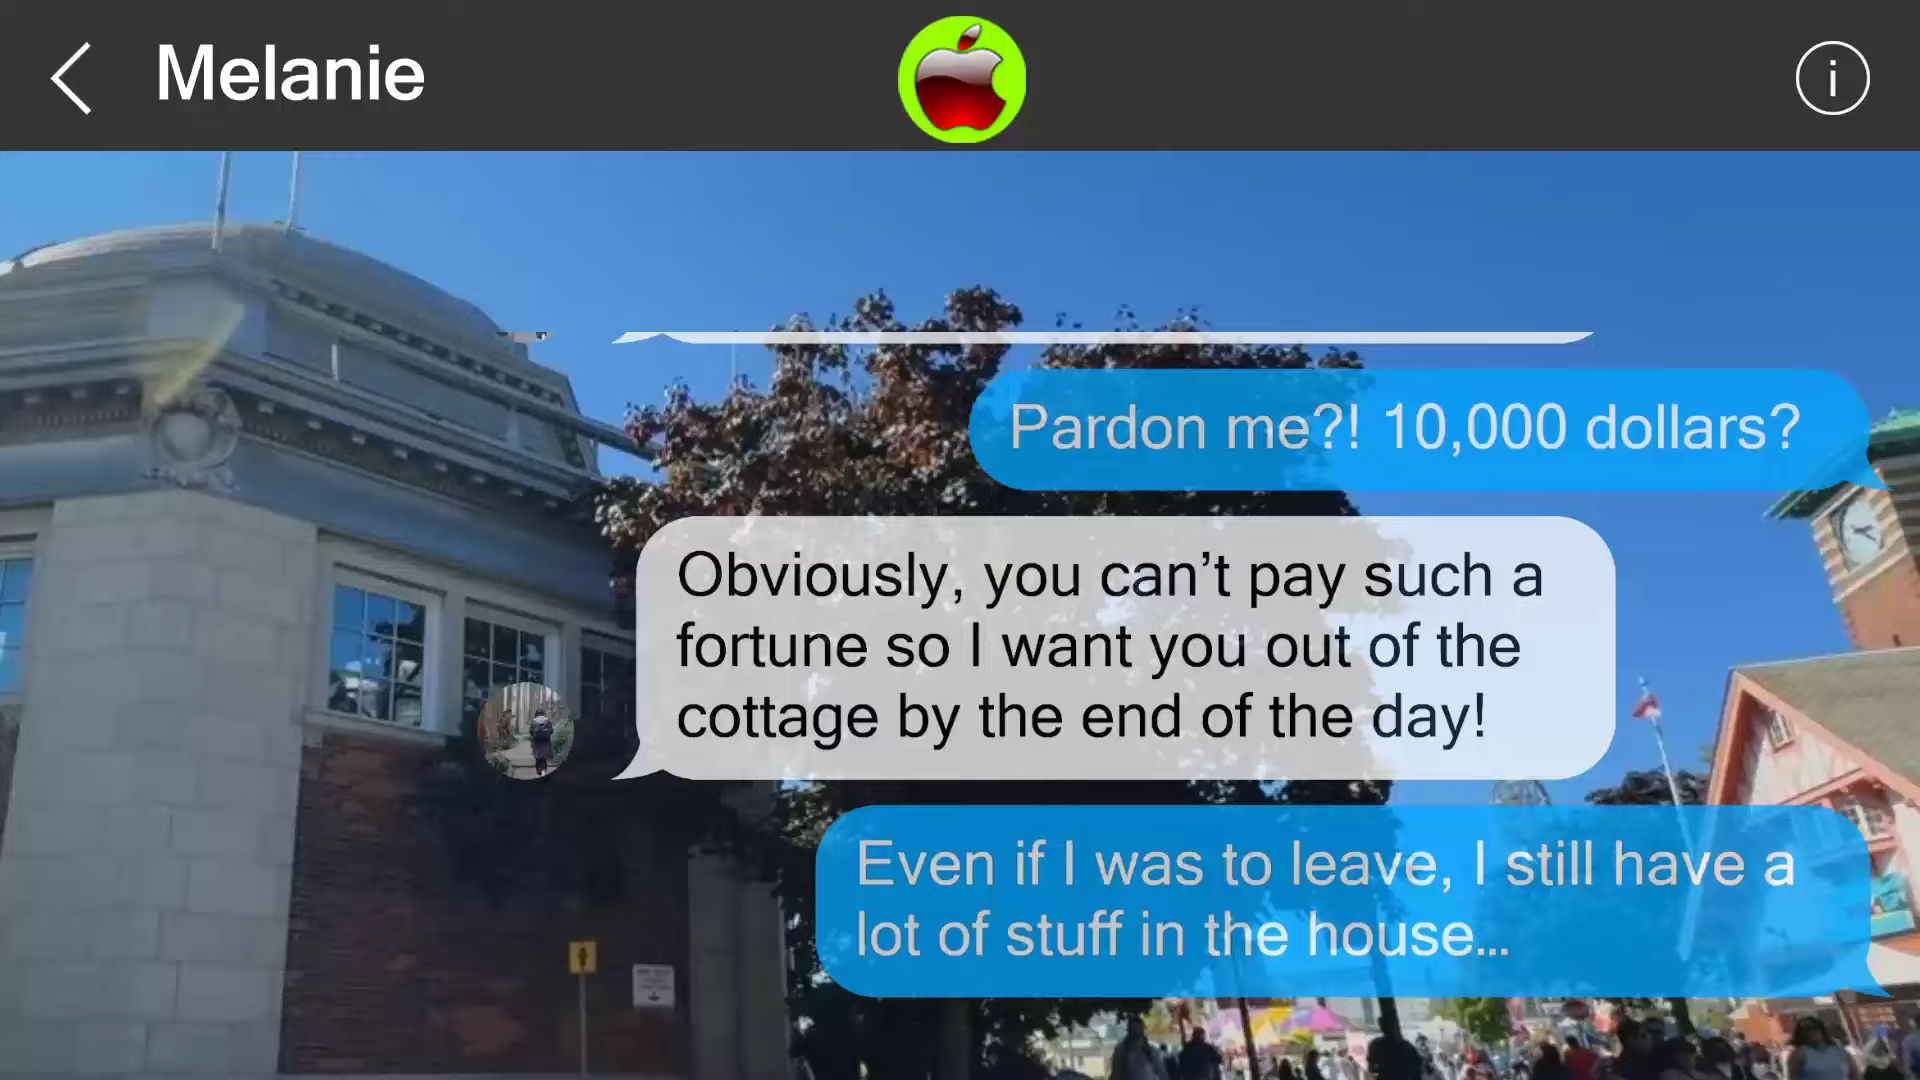 Melanie
i
Pardon me?! 10,000 dollars?
Obviously, you can’t pay such a
fortune so I want you out of the
cottage by the end of the day!
Even if I was to leave, I still have a
lot of stuff in the house...